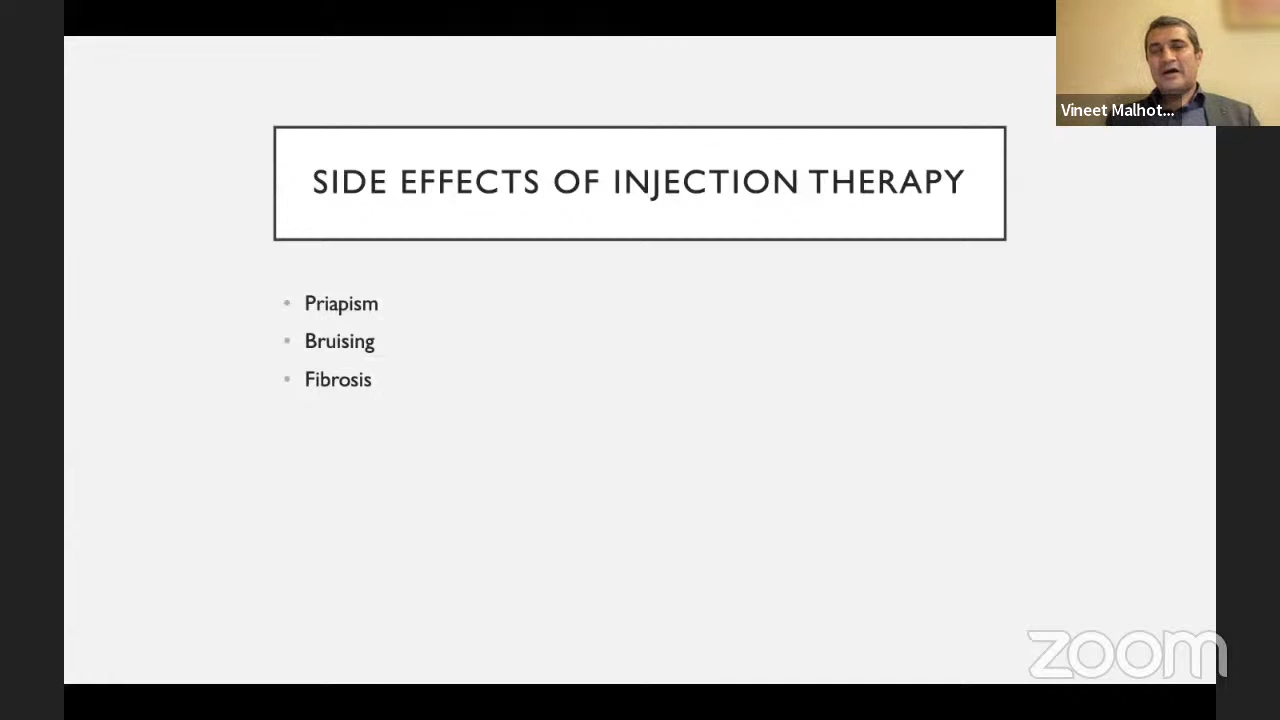 Vineet Malhot...
SIDE EFFECTS OF INJECTION THERAPY
• Priapism
• Bruising
• Fibrosis
zoom